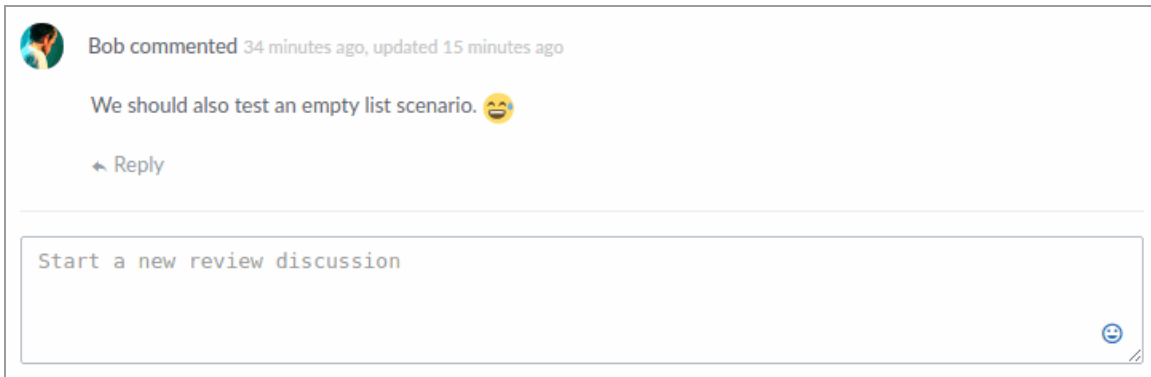 Bob commented 34 minutes ago, updated 15 minutes ago
We should also test an empty list scenario. 😅
Reply
Start a new review discussion